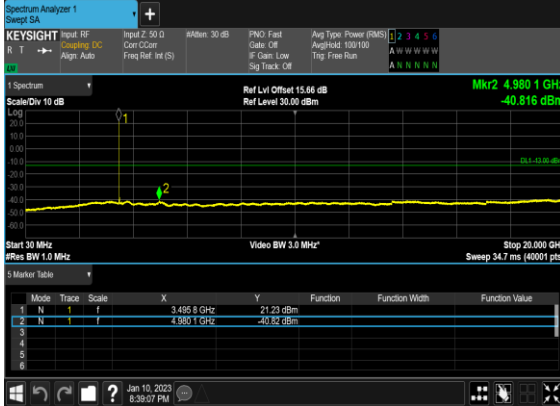 Spectrum Analyzer 1
Swept SA
+
KEYSIGHT Input: RF Input Z: 50 Ω #Atten: 30 dB PNO: Fast Avg Type: Power (RMS) 1 2 3 4 5 6
R T Coupling: DC Corr CCorr Gate: Off Avg|Hold: 100/100 A W W W W W
Align: Auto Freq Ref: Int (S) IF Gain: Low Trig: Free Run
Sig Track: Off A N N N N N
1 Spectrum
Ref Lvl Offset 15.66 dB Mkr2 4.980 1 GHz
Scale/Div 10 dB Ref Level 30.00 dBm -40.816 dBm
Log
20.0
10.0
0.00
-10.0
DL1 -13.00 dBm
-20.0
-30.0
-40.0
-50.0
-60.0
1
2
Start 30 MHz Video BW 3.0 MHz* Stop 20.000 GHz
#Res BW 1.0 MHz Sweep 34.7 ms (40001 pts)
5 Marker Table
Mode Trace Scale X Y Function Function Width Function Value
1 N 1 f 3.495 8 GHz 21.23 dBm
2 N 1 f 4.980 1 GHz -40.82 dBm
3
4
5
6
? Jan 10, 2023
8:39:07 PM